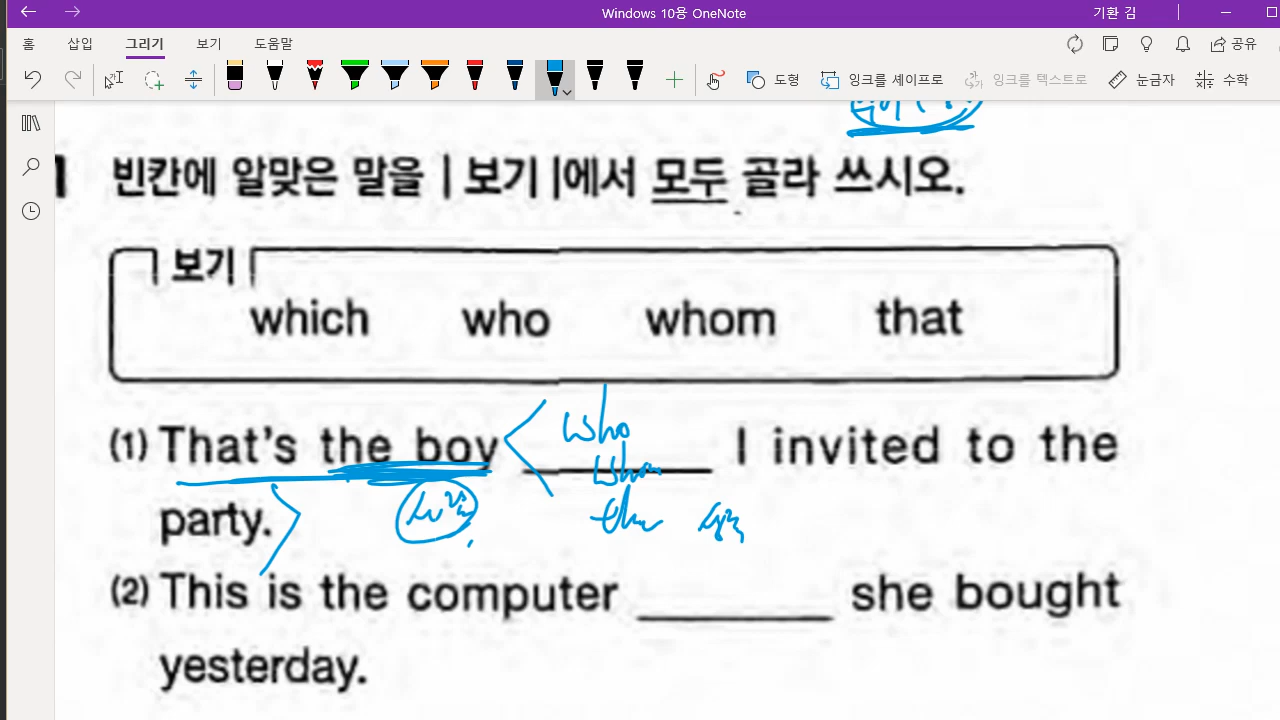 Windows 10용 OneNote
기환 김
홈 삽입 그리기 보기 도움말
공유
도형 잉크를 셰이프로 잉크를 텍스트로 눈금자 수학
빈칸에 알맞은 말을 | 보기 |에서 모두 골라 쓰시오.
보기
which who whom that
who
(1) That's the boy ________ I invited to the
whom
party.
(2) This is the computer ________ she bought
yesterday.